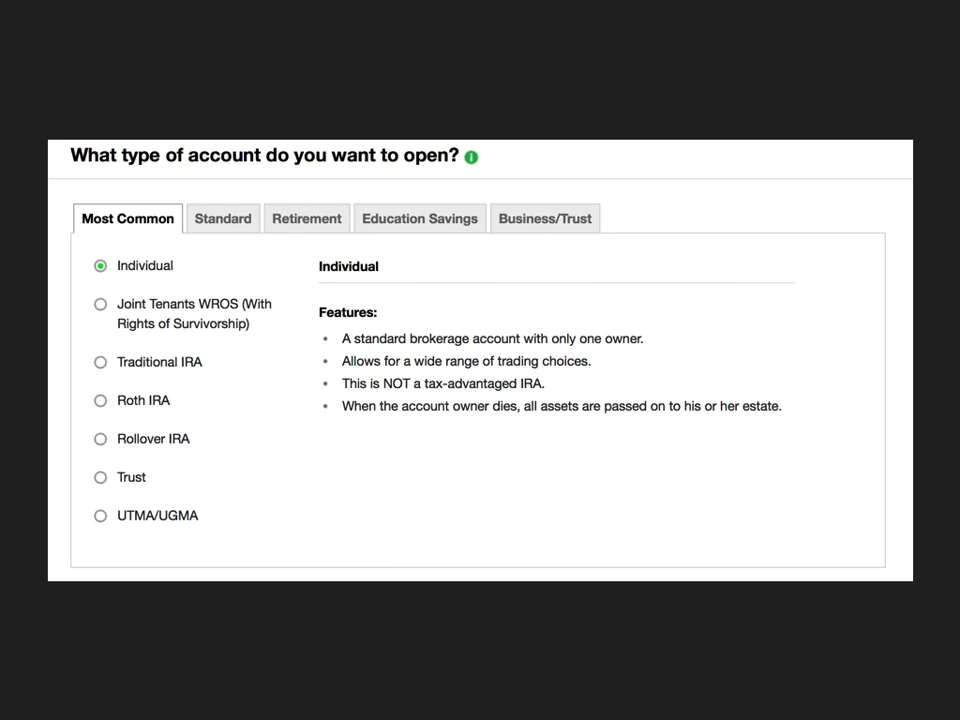 What type of account do you want to open?
Most Common
Standard
Retirement
Education Savings
Business/Trust
Individual
Joint Tenants WROS (With
Rights of Survivorship)
Traditional IRA
Roth IRA
Rollover IRA
Trust
UTMA/UGMA
Individual
Features:
• A standard brokerage account with only one owner.
• Allows for a wide range of trading choices.
• This is NOT a tax-advantaged IRA.
• When the account owner dies, all assets are passed on to his or her estate.